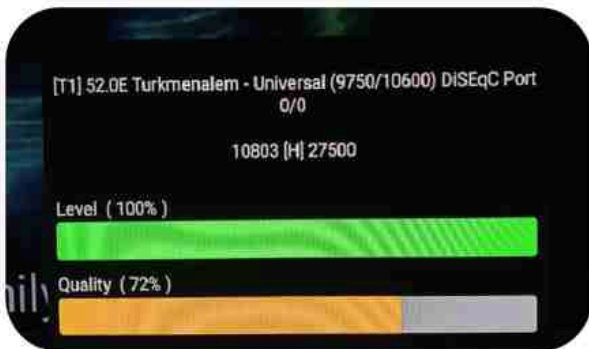 [T1] 52.0E Turkmenalem - Universal (9750/10600) DiSEqC Port
0/0
10803 [H] 27500
Level ( 100% )
Quality ( 72% )